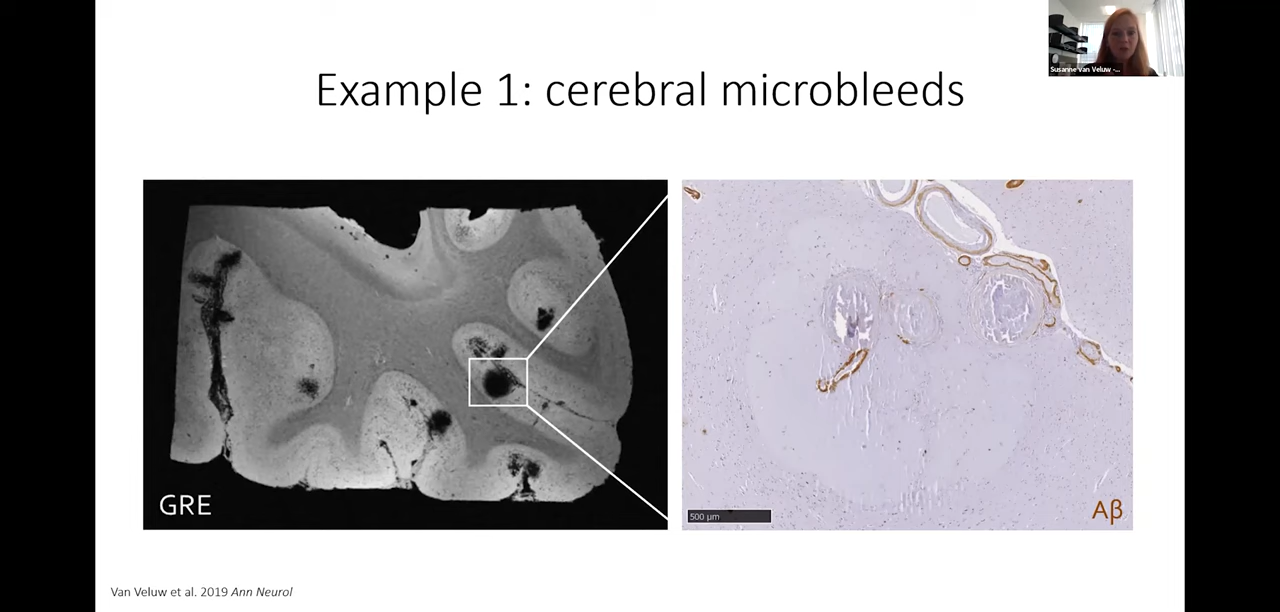 Susanne van Veluw -...
Example 1: cerebral microbleeds
GRE
500 µm
Aβ
Van Veluw et al. 2019 Ann Neurol